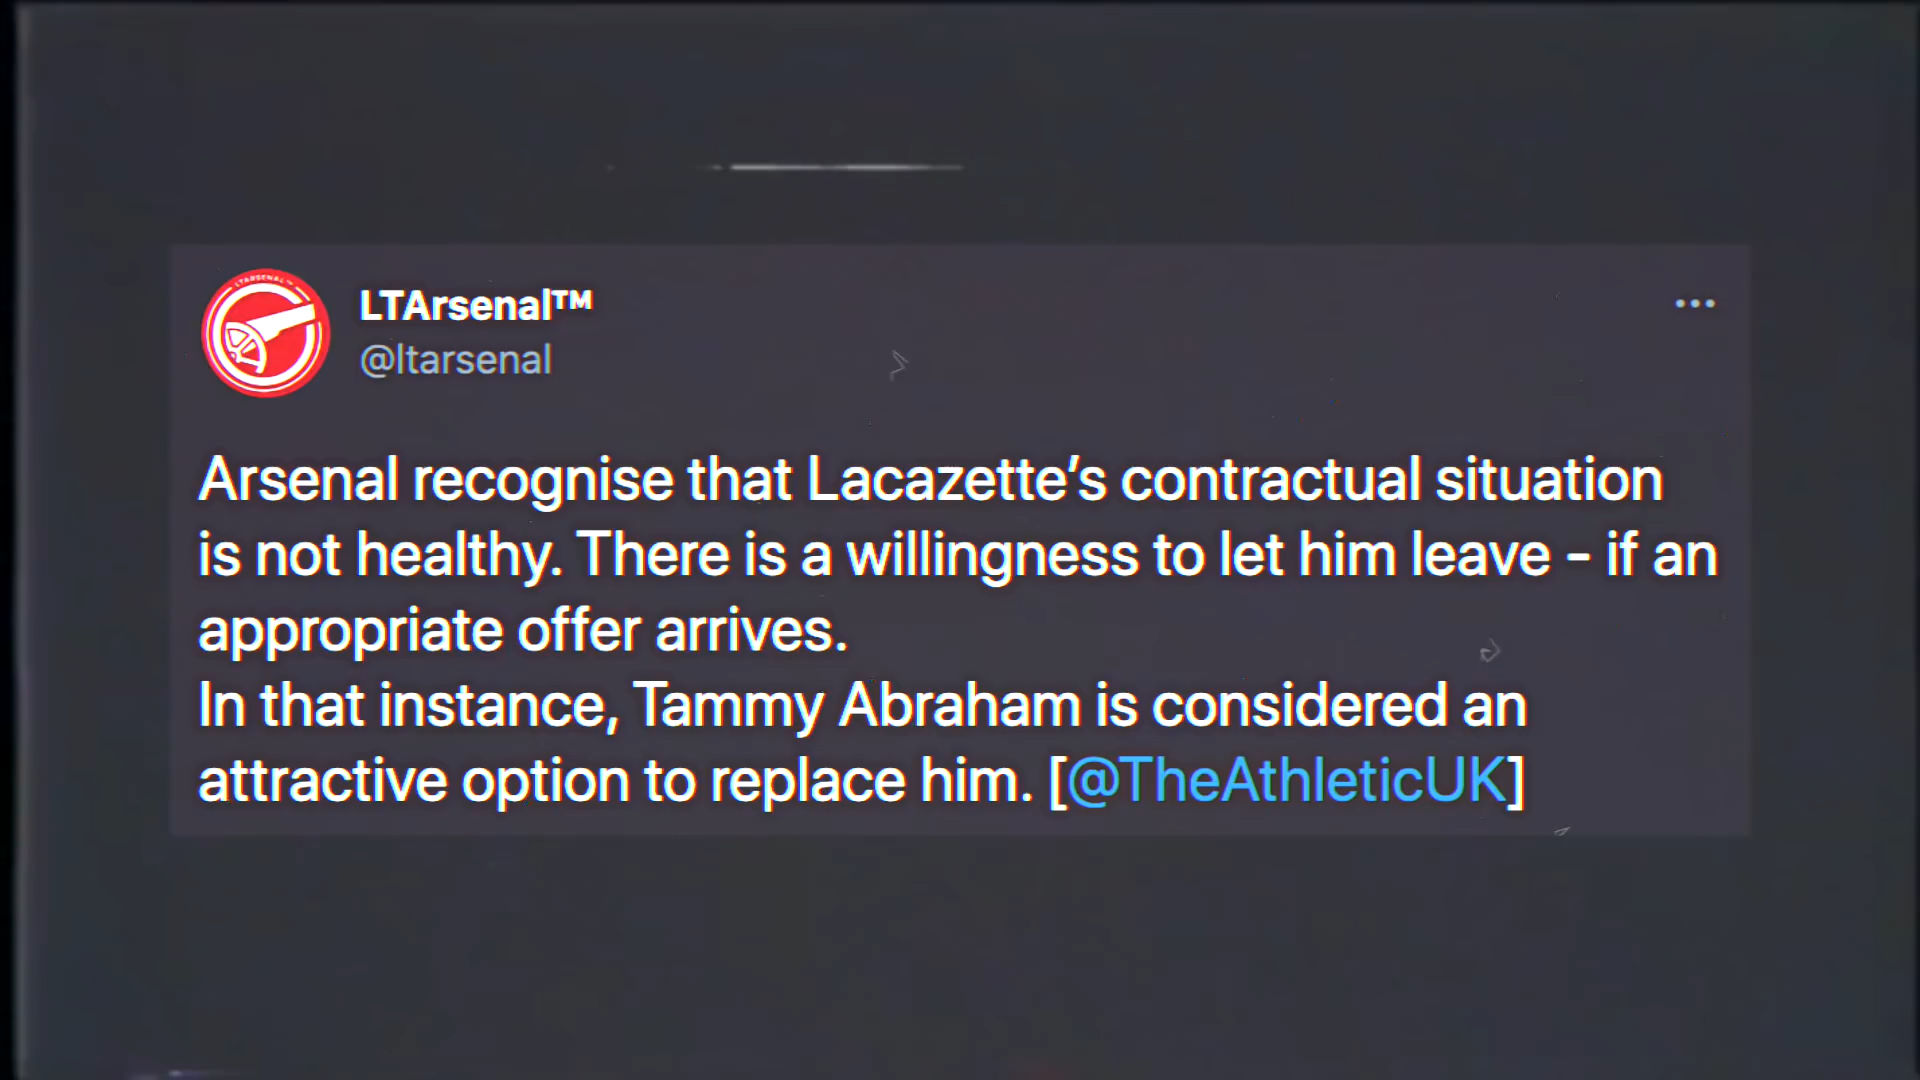 LTARSENAL™
LTArsenal™
@ltarsenal
Arsenal recognise that Lacazette’s contractual situation
is not healthy. There is a willingness to let him leave - if an
appropriate offer arrives.
In that instance, Tammy Abraham is considered an
attractive option to replace him. [@TheAthleticUK]